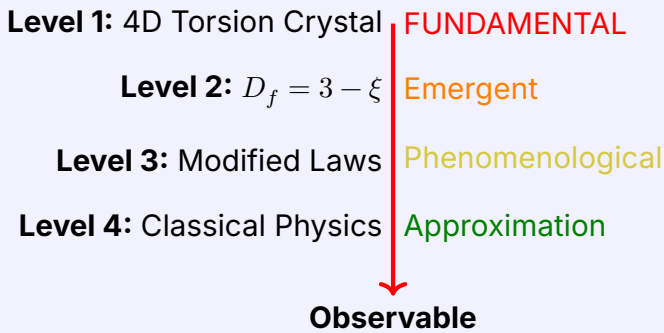 Level 1: 4D Torsion Crystal FUNDAMENTAL
Level 2: D_f = 3 − ξ Emergent
Level 3: Modified Laws Phenomenological
Level 4: Classical Physics Approximation
Observable